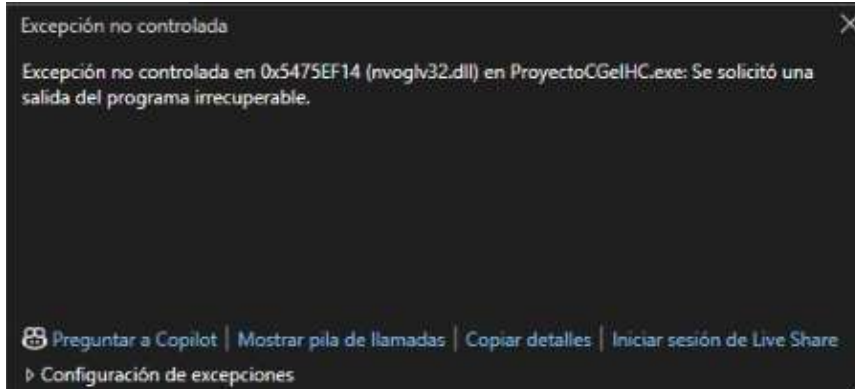 Excepción no controlada
Excepción no controlada en 0x5475EF14 (nvoglv32.dll) en ProyectoCGeIHC.exe: Se solicitó una
salida del programa irrecuperable.
Preguntar a Copilot | Mostrar pila de llamadas | Copiar detalles | Iniciar sesión de Live Share
Configuración de excepciones